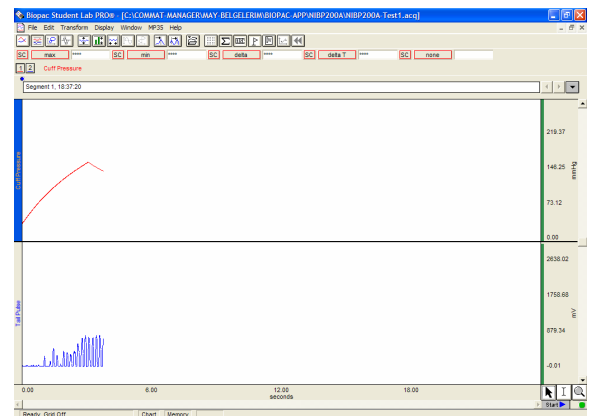 Biopac Student Lab PRO® - [C:\COMMAT-MANAGER\MAY-BELGELERIM\BIOPAC-APP\NIBP200A\NIBP200A-Test1.acq]
File Edit Transform Display Window MP35 Help
SC max **** SC min **** SC delta **** SC delta T **** SC none
1 2 Cuff Pressure
Segment 1, 18:37:20
Cuff Pressure
219.37
146.25
73.12
0.00
mmHg
Tail Pulse
2638.02
1758.68
879.34
-0.01
mV
0.00 6.00 12.00 18.00
seconds
Start
Ready Grid Off Chart Memory